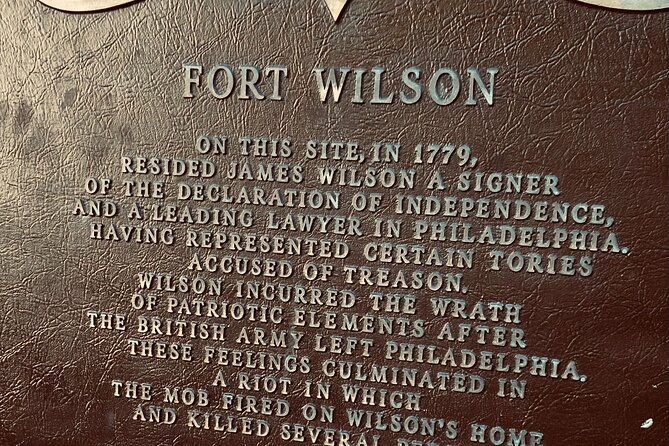 FORT WILSON
ON THIS SITE, IN 1779,
RESIDED JAMES WILSON A SIGNER
OF THE DECLARATION OF INDEPENDENCE,
AND A LEADING LAWYER IN PHILADELPHIA.
HAVING REPRESENTED CERTAIN TORIES
ACCUSED OF TREASON.
WILSON INCURRED THE WRATH
OF PATRIOTIC ELEMENTS AFTER
THE BRITISH ARMY LEFT PHILADELPHIA.
THESE FEELINGS CULMINATED IN
A RIOT IN WHICH
THE MOB FIRED ON WILSON'S HOME
AND KILLED SEVERAL